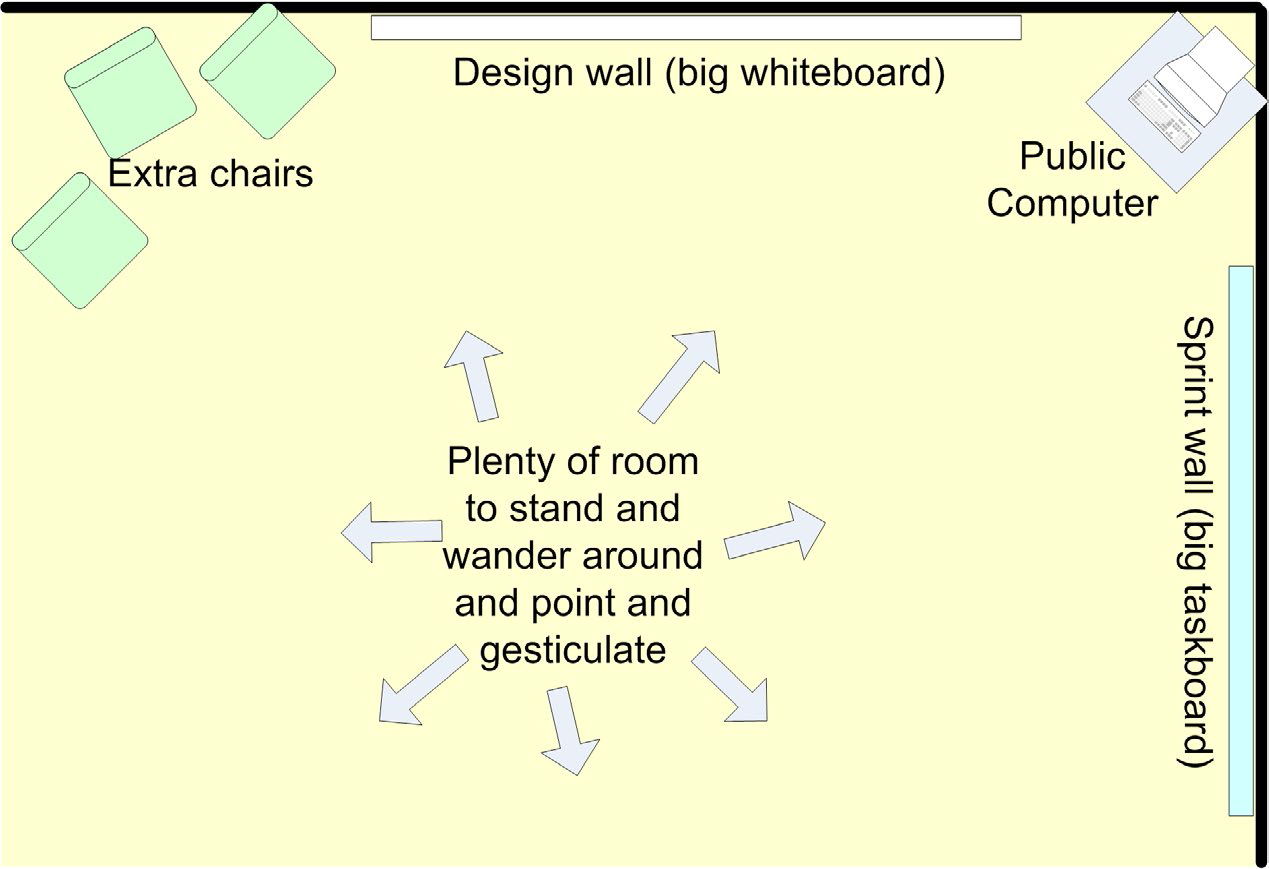 Design wall (big whiteboard)
Extra chairs
Public
Computer
Sprint wall (big taskboard)
Plenty of room
to stand and
wander around
and point and
gesticulate